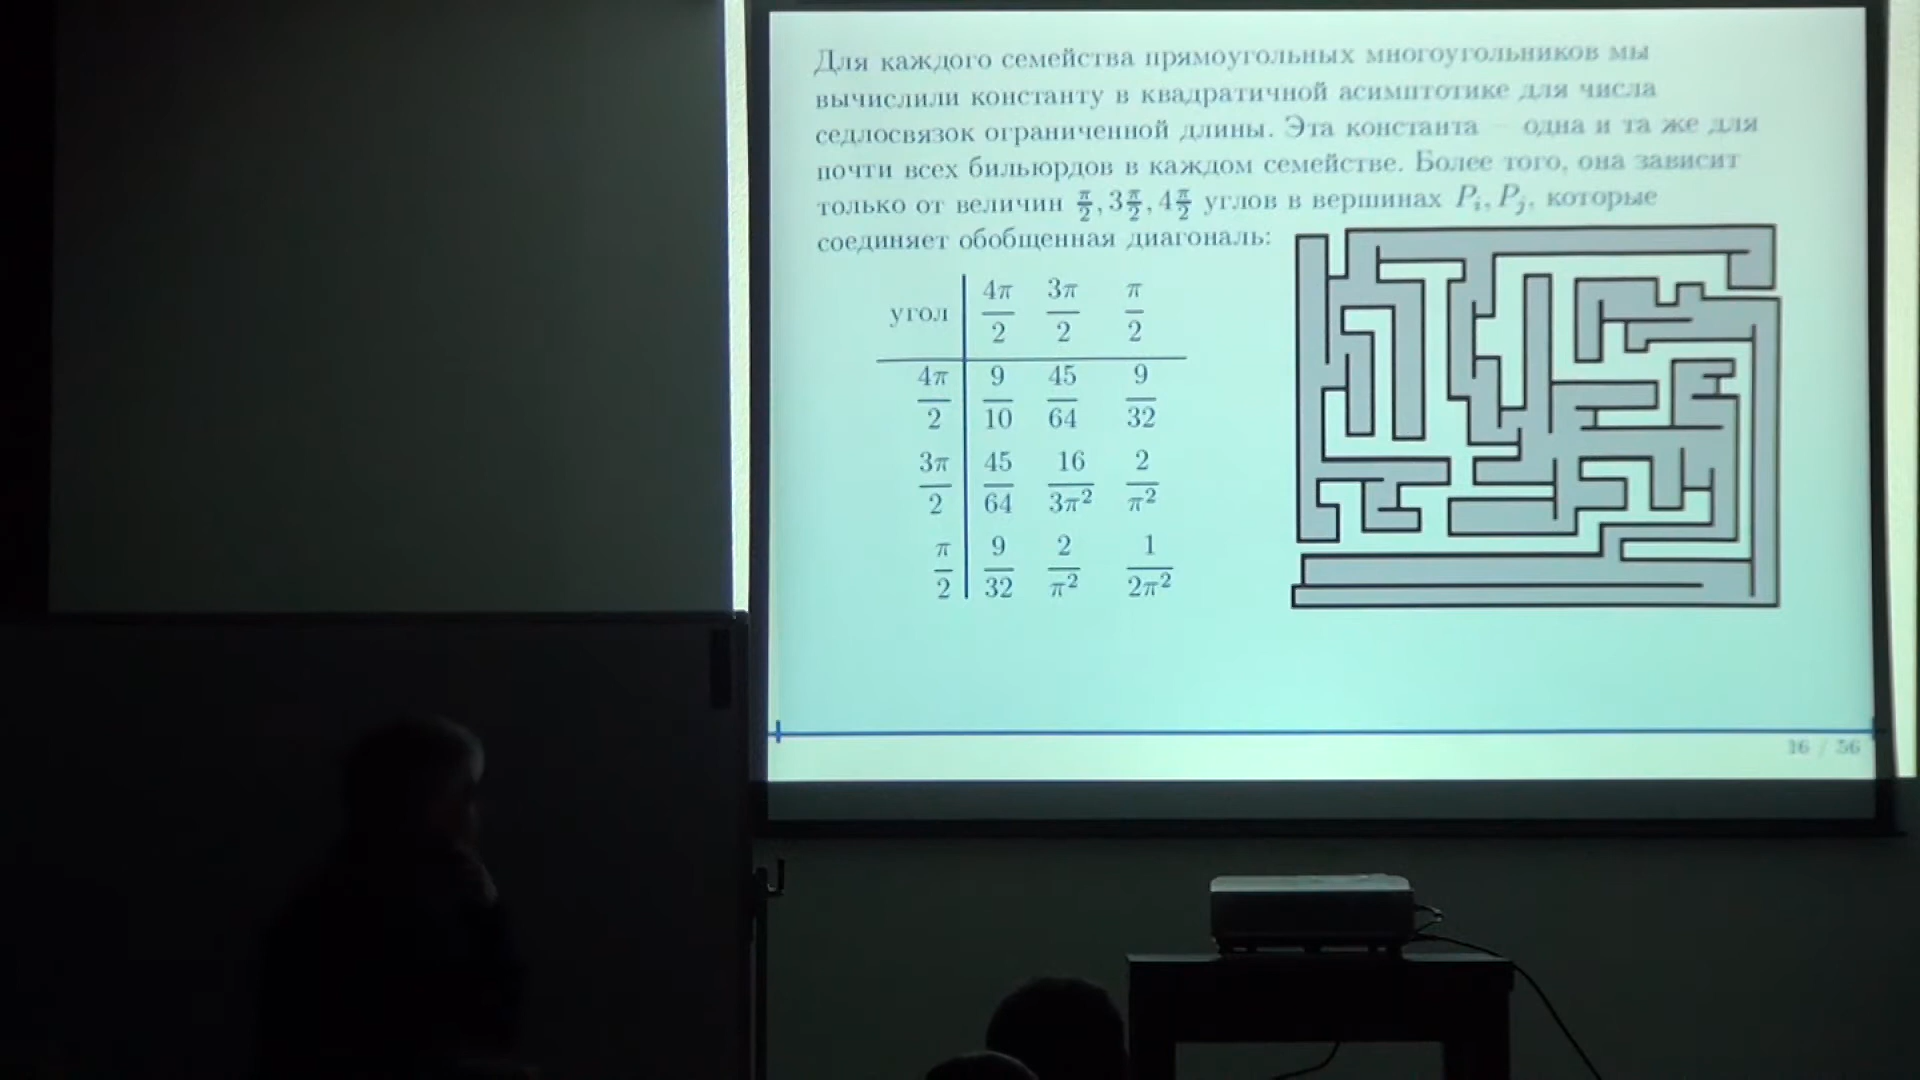 Для каждого семейства прямоугольных многоугольников мы
вычислили константу в квадратичной асимптотике для числа
седлосвязок ограниченной длины. Эта константа — одна и та же для
почти всех бильюрдов в каждом семействе. Более того, она зависит
только от величин π/2, 3π/2, 4π/2 углов в вершинах Pᵢ, Pⱼ, которые
соединяет обобщенная диагональ:
угол 4π/2 3π/2 π/2
4π/2 9/10 45/64 9/32
3π/2 45/64 16/3π² 2/π²
π/2 9/32 2/π² 1/2π²
16 / 56